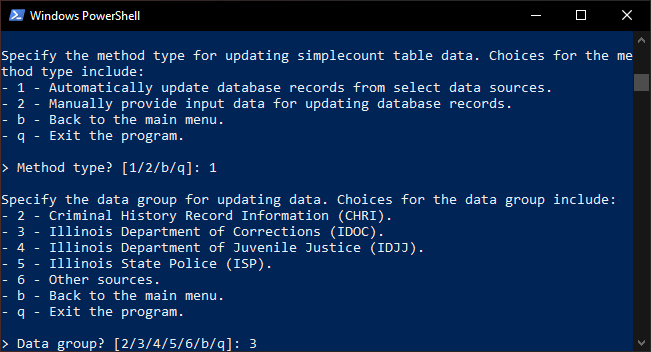 Windows PowerShell
Specify the method type for updating simplecount table data. Choices for the me
thod type include:
- 1 - Automatically update database records from select data sources.
- 2 - Manually provide input data for updating database records.
- b - Back to the main menu.
- q - Exit the program.
> Method type? [1/2/b/q]: 1
Specify the data group for updating data. Choices for the data group include:
- 2 - Criminal History Record Information (CHRI).
- 3 - Illinois Department of Corrections (IDOC).
- 4 - Illinois Department of Juvenile Justice (IDJJ).
- 5 - Illinois State Police (ISP).
- 6 - Other sources.
- b - Back to the main menu.
- q - Exit the program.
> Data group? [2/3/4/5/6/b/q]: 3